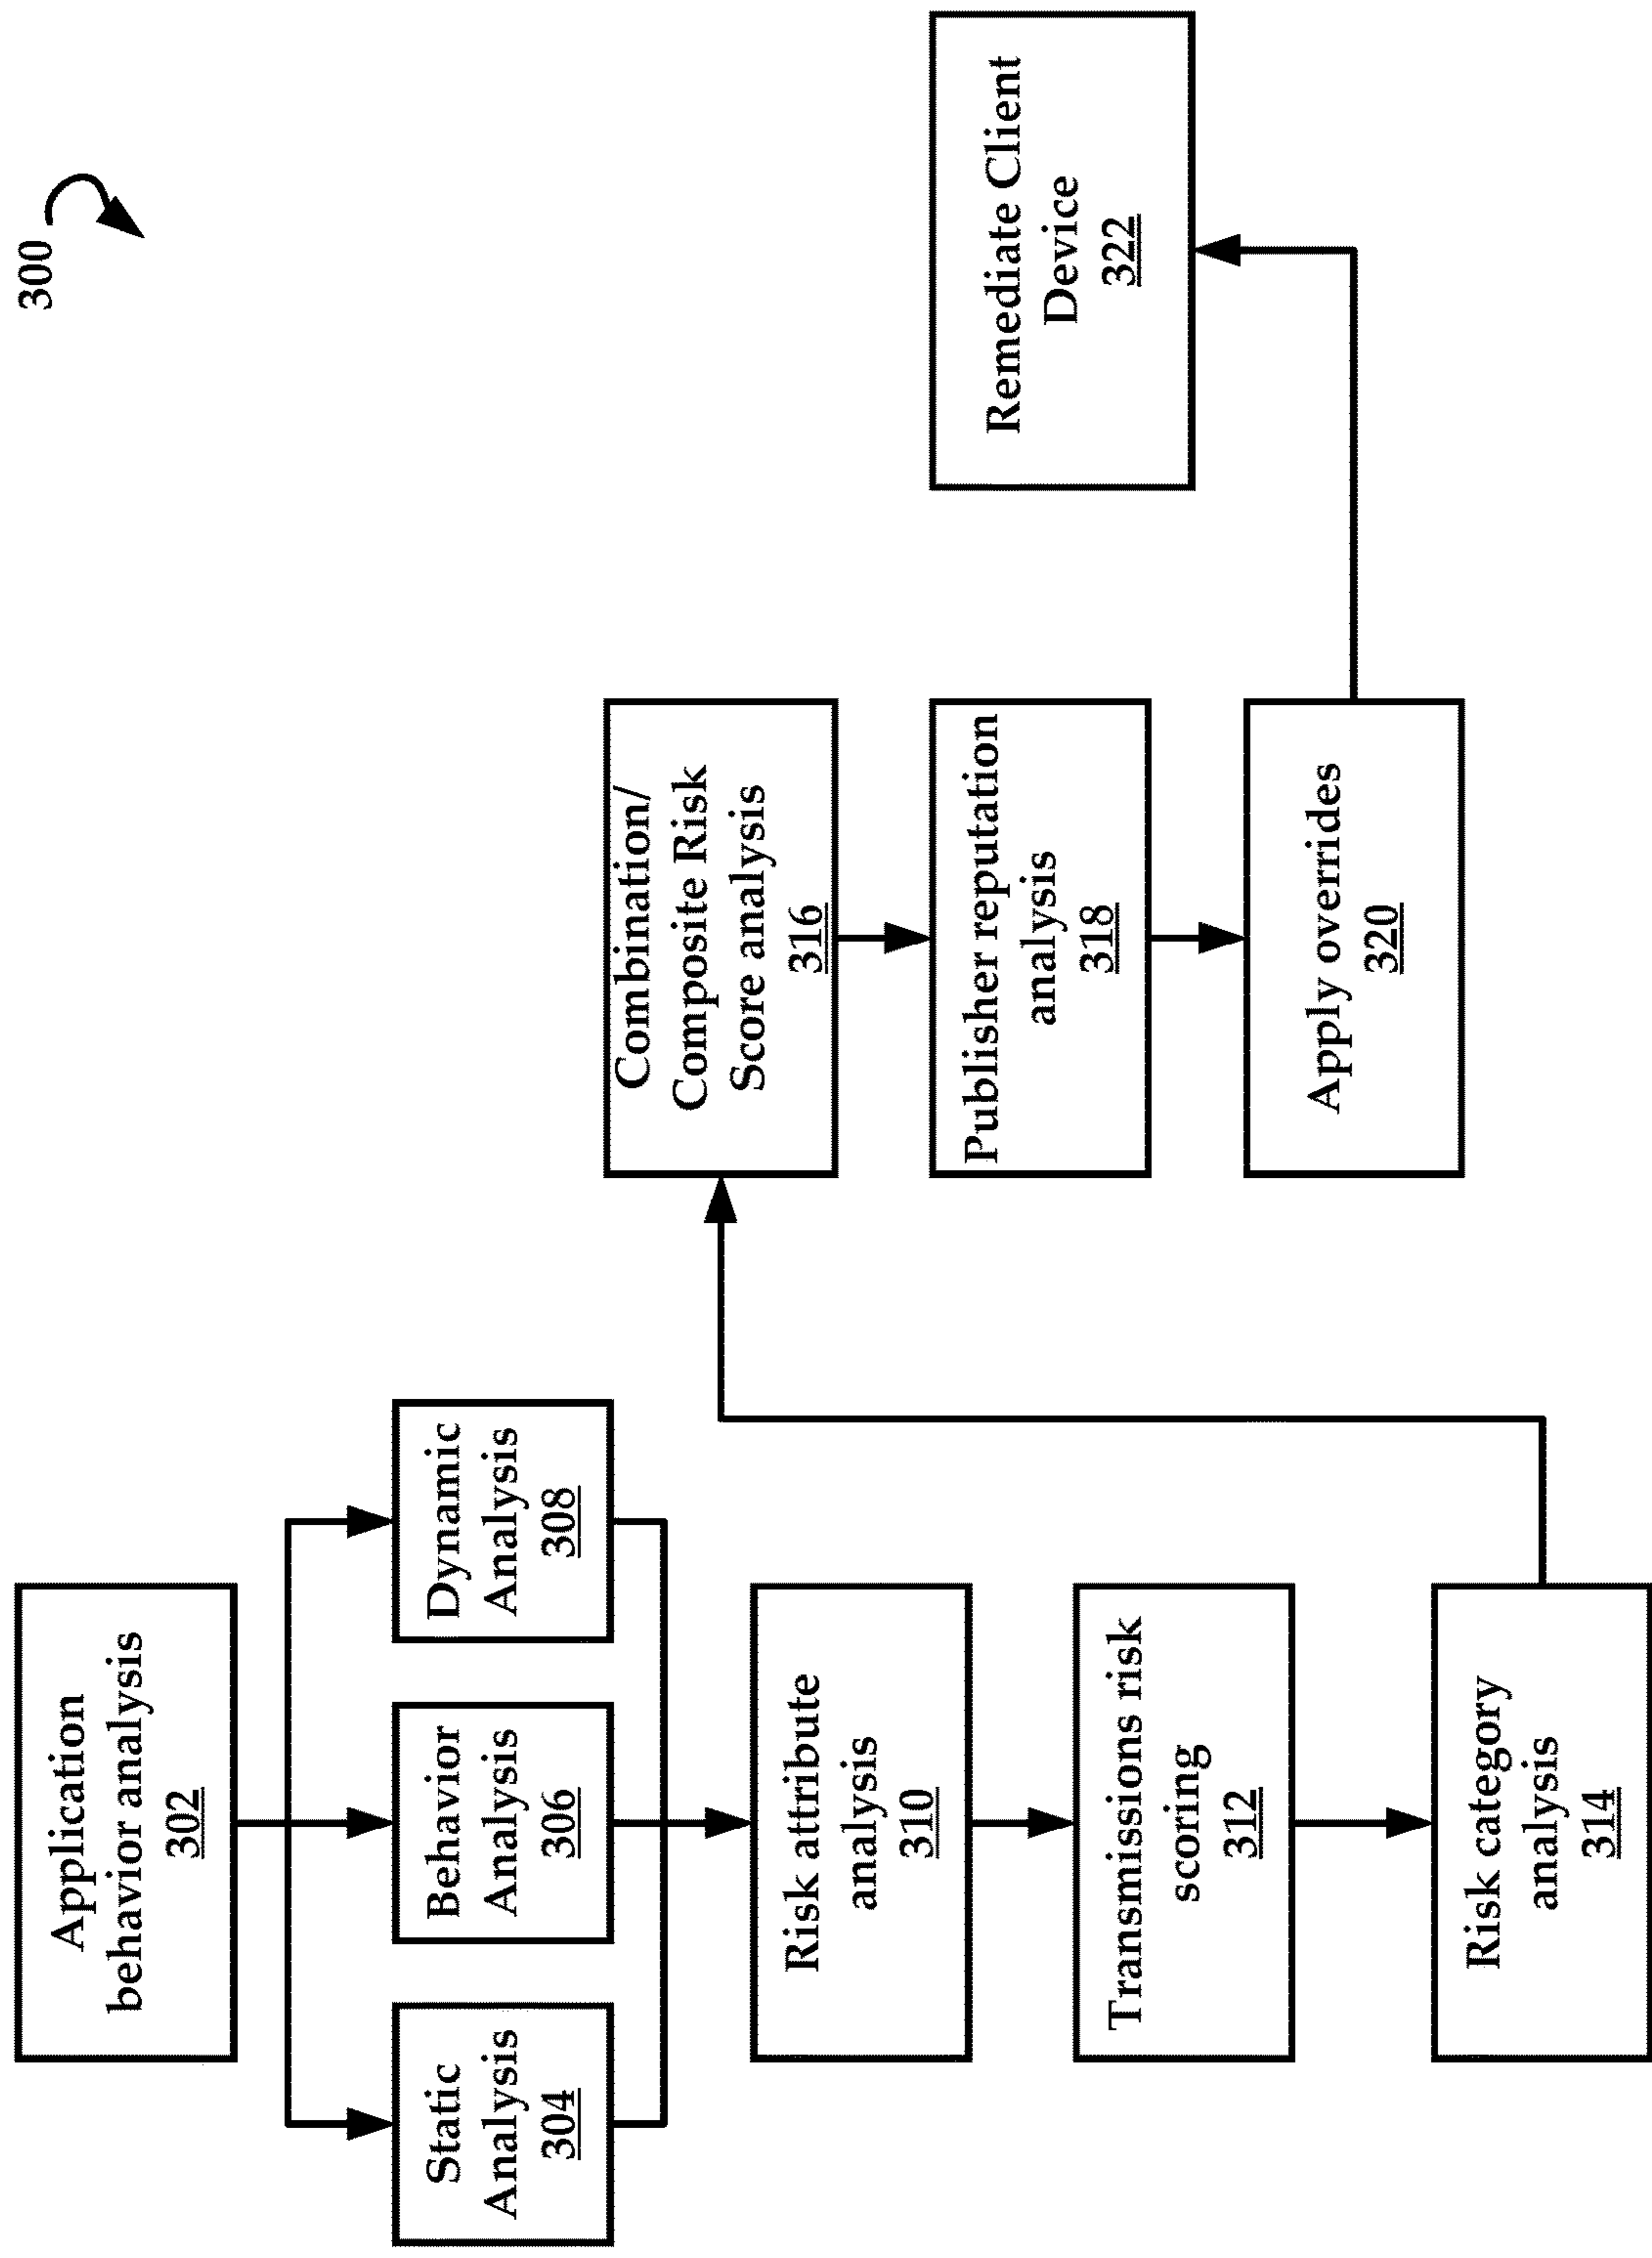 300
Application
behavior analysis
302
Static
Analysis
304
Behavior
Analysis
306
Dynamic
Analysis
308
Risk attribute
analysis
310
Transmissions risk
scoring
312
Risk category
analysis
314
Combination/
Composite Risk
Score analysis
316
Publisher reputation
analysis
318
Apply overrides
320
Remediate Client
Device
322